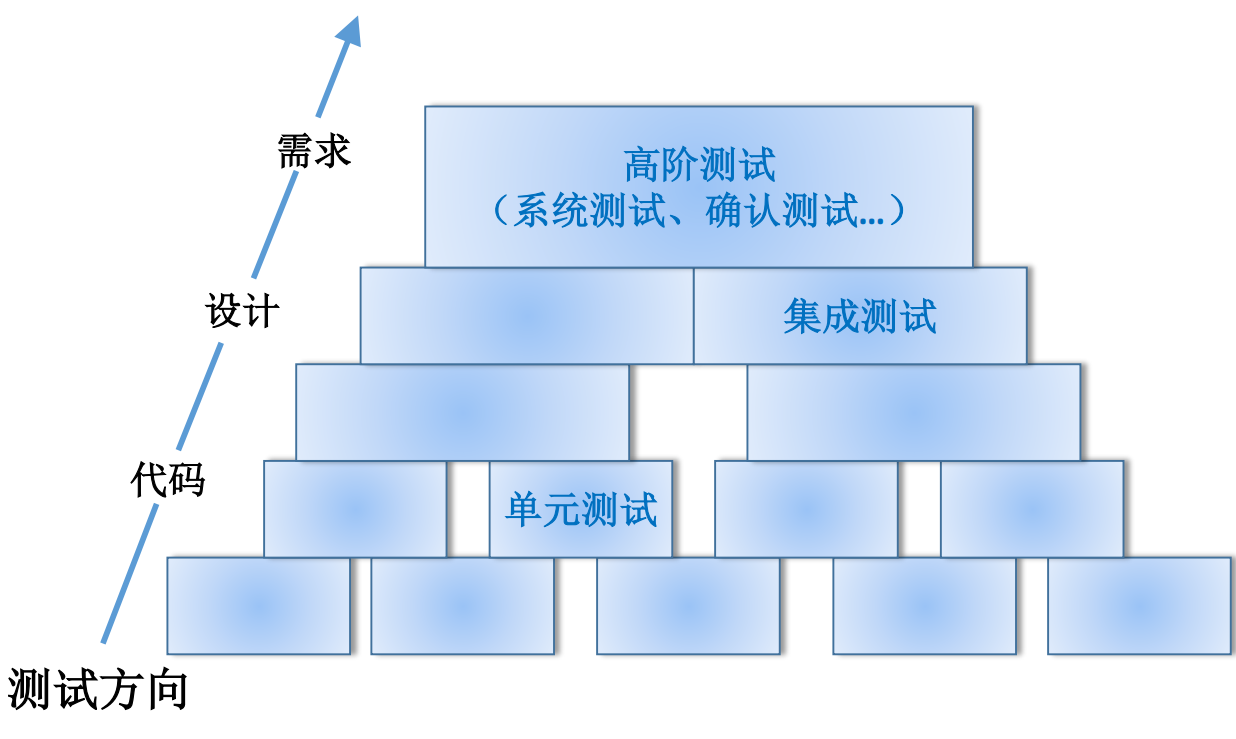 需求
高阶测试
（系统测试、确认测试...）
设计
集成测试
代码
单元测试
测试方向